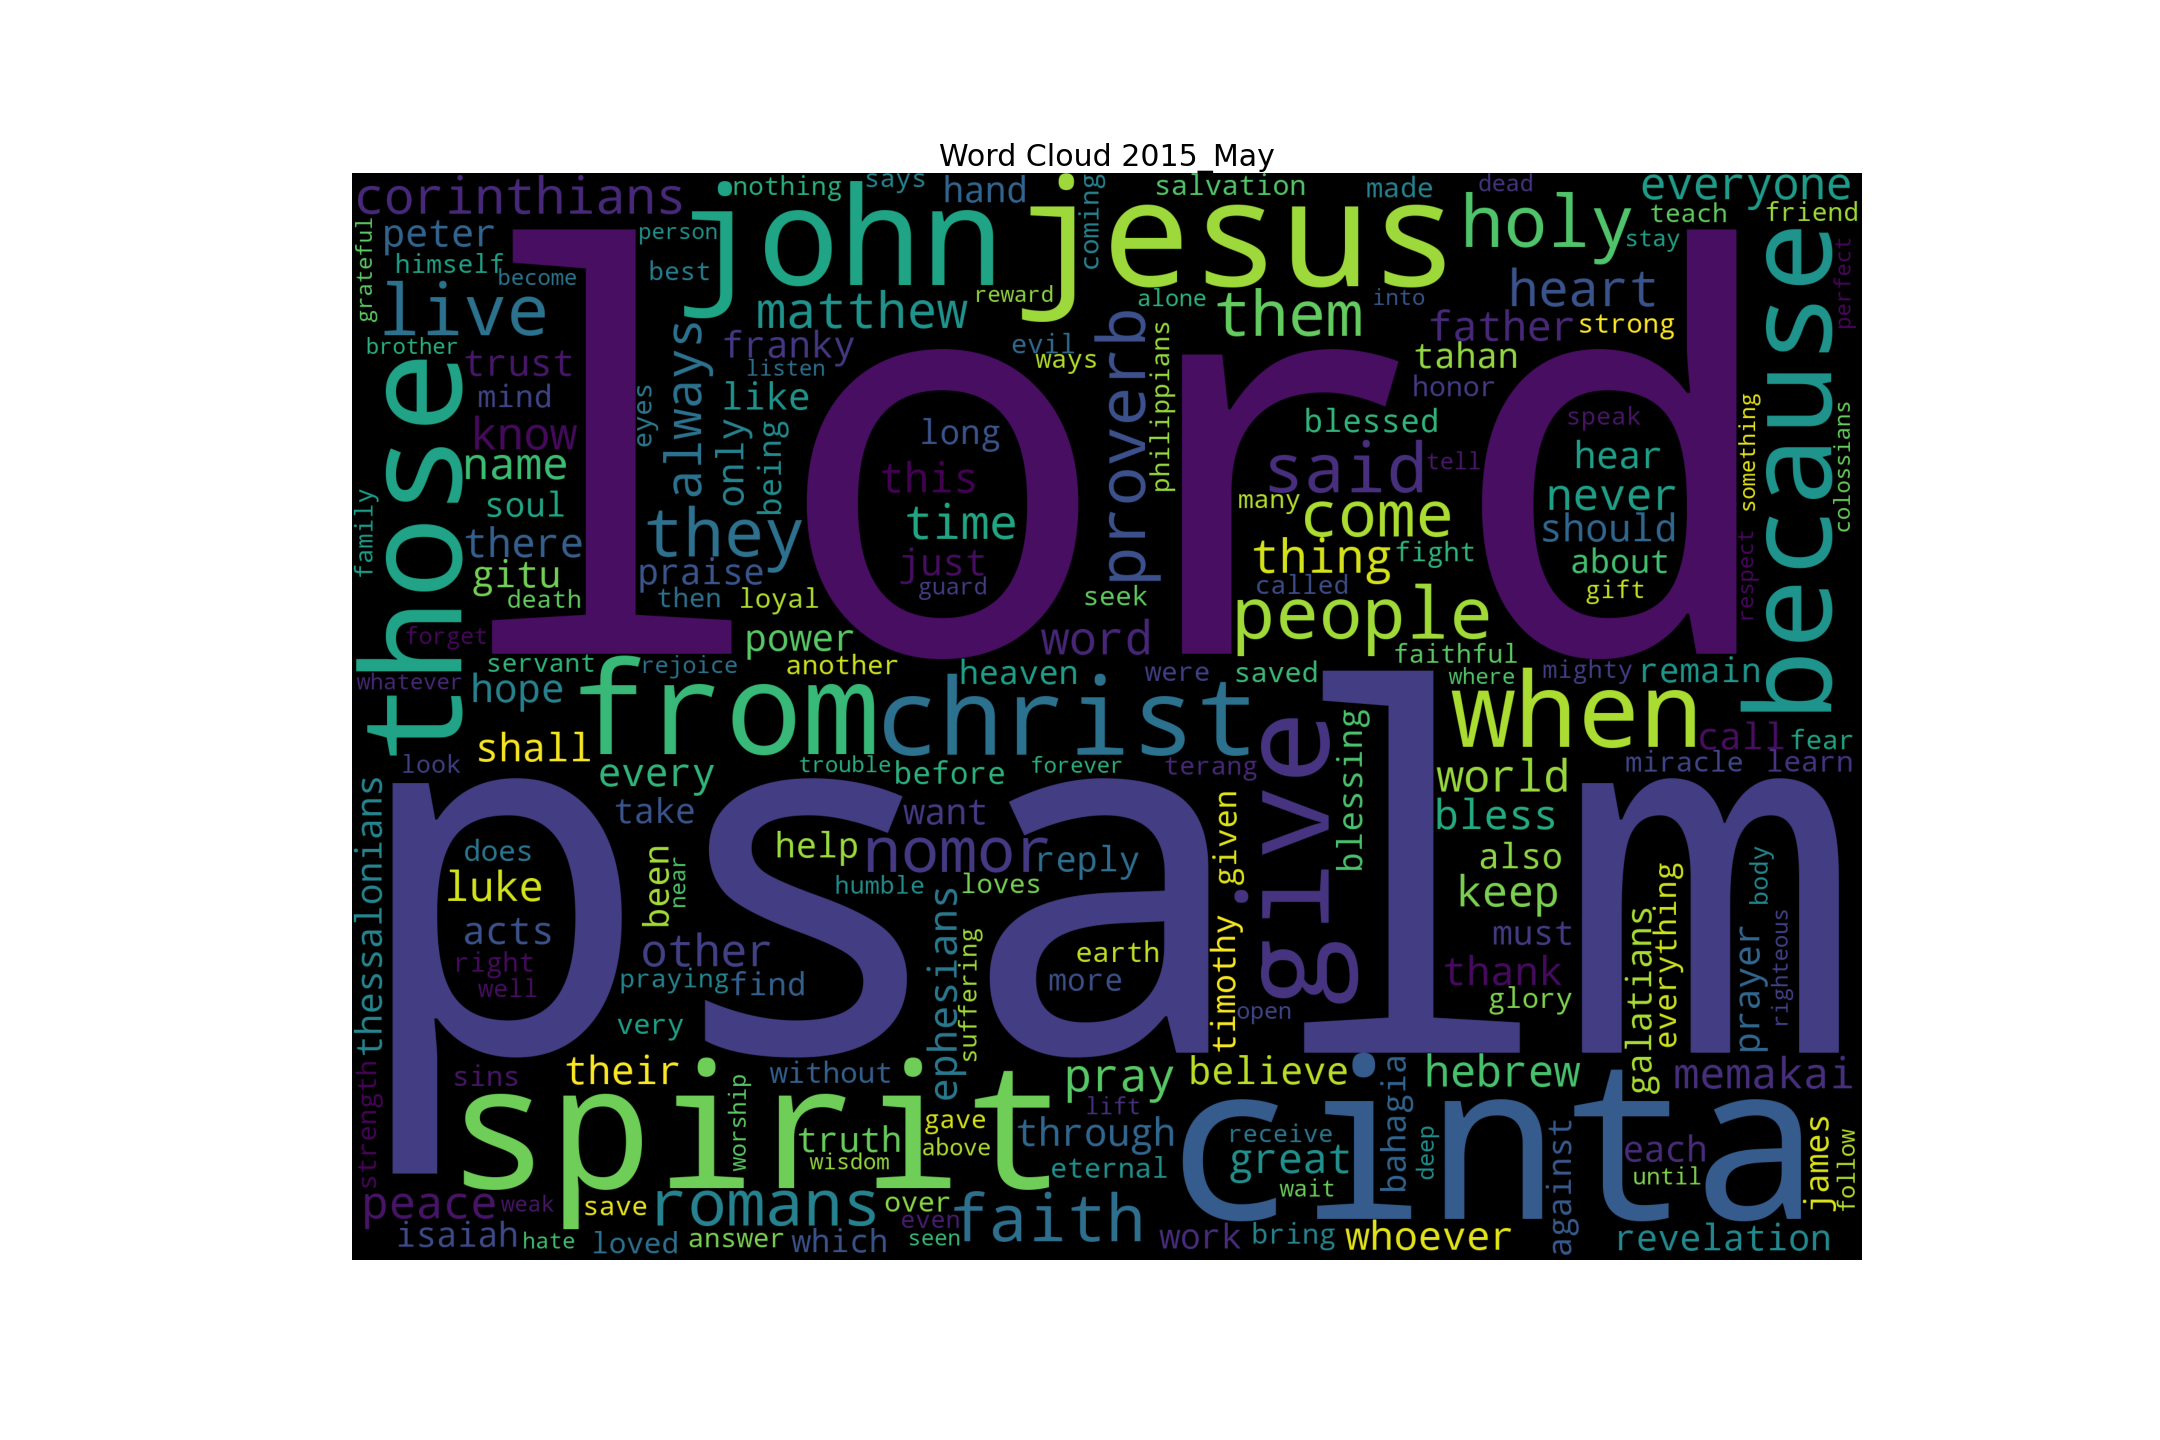 Word Cloud 2015_May
corinthians
nothing
says
hand
coming
salvation
made
dead
everyone
john
jesus
holy
teach
friend
grateful
peter
person
stay
himself
become
best
live
matthew
reward
alone
them
into
heart
perfect
father
strong
because
lord
brother
trust
franky
evil
ways
proverb
philippians
tahan
listen
always
mind
eyes
like
honor
those
know
only
being
long
blessed
speak
something
colossians
name
this
said
tell
hear
soul
time
many
come
never
family
there
they
just
thing
fight
should
gitu
praise
guard
called
about
respect
death
then
loyal
seek
gift
forget
power
word
people
servant
rejoice
another
heaven
were
saved
faithful
where
mighty
remain
whatever
hope
from
christ
give
when
call
fear
shall
look
every
trouble
before
forever
terang
blessing
world
miracle
learn
psalm
thessalonians
take
want
given
bless
help
nomor
reply
does
been
near
also
everything
body
luke
humble
loves
keep
acts
other
ephesians
suffering
earth
timothy
must
galatians
prayer
righteous
right
well
praying
find
more
thank
very
open
glory
strength
sins
their
without
pray
believe
hebrew
memakai
spirit
worship
lift
cinta
bahagia
gave
through
receive
deep
against
james
follow
truth
above
wisdom
eternal
great
each
until
peace
weak
save
romans
over
faith
wait
isaiah
hate
loved
answer
which
even
seen
work
bring
whoever
revelation